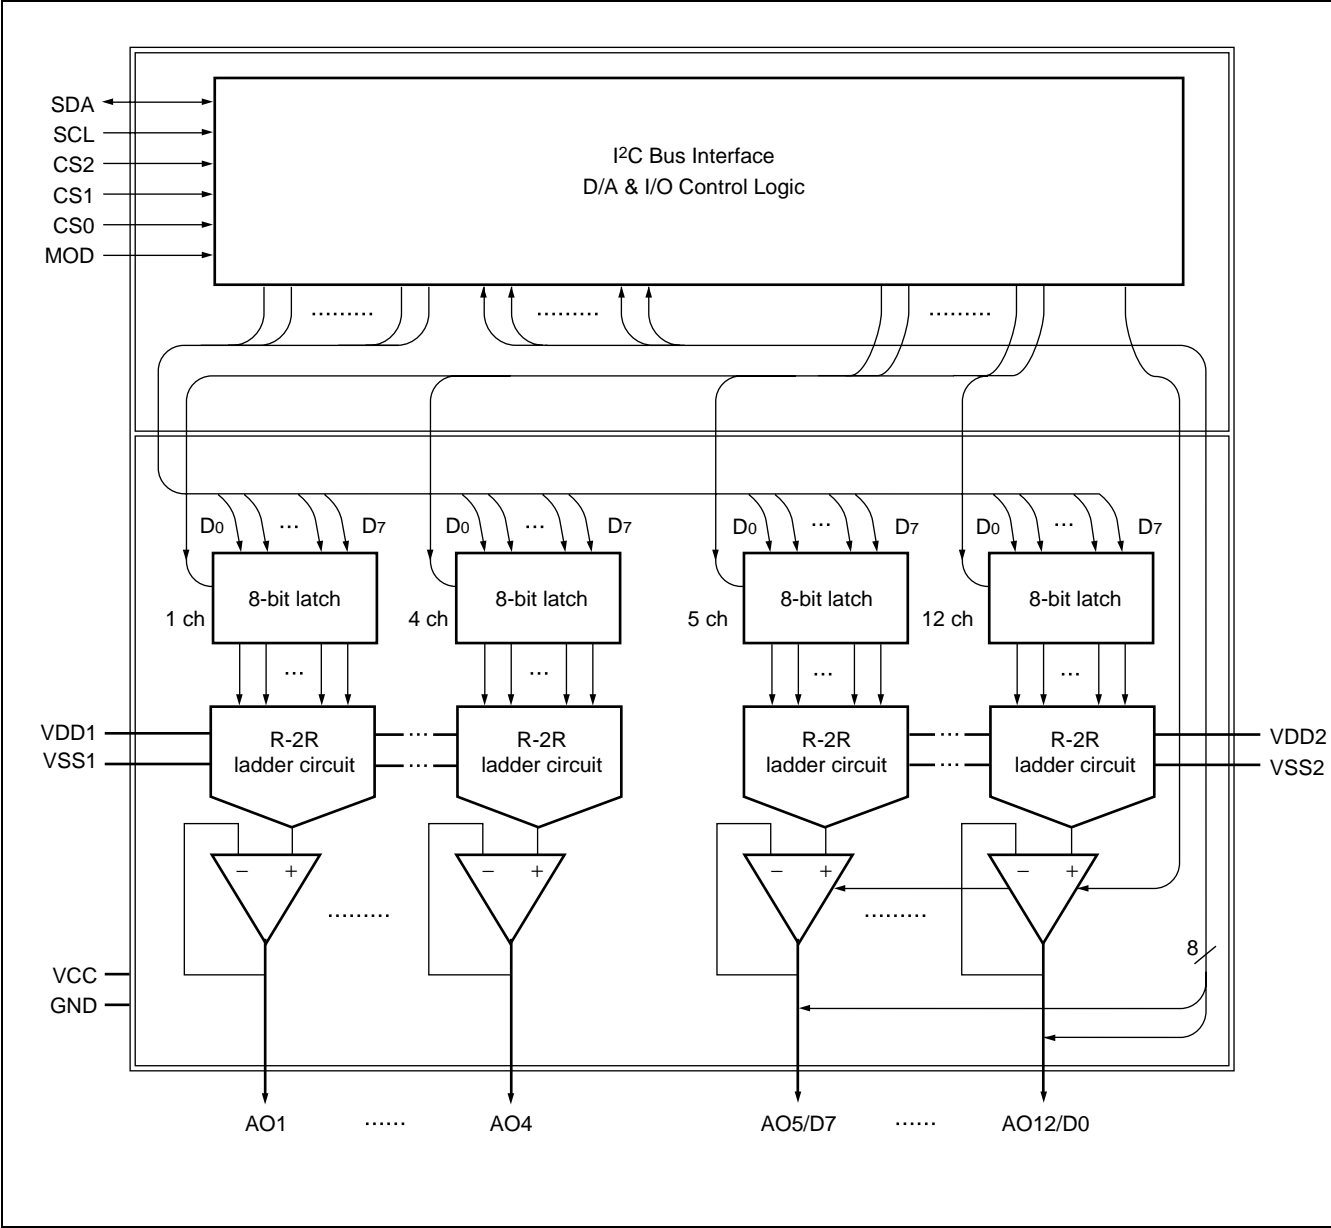 SDA
SCL
CS2
CS1
CS0
MOD
I²C Bus Interface
D/A & I/O Control Logic
.........
.........
.........
D0 ... D7
D0 ... D7
D0 ... D7
D0 ... D7
1 ch
8-bit latch
4 ch
8-bit latch
5 ch
8-bit latch
12 ch
8-bit latch
...
...
...
...
VDD1
VSS1
R-2R
ladder circuit
...
...
R-2R
ladder circuit
R-2R
ladder circuit
...
...
R-2R
ladder circuit
VDD2
VSS2
− +
.........
− +
− +
.........
− +
8
VCC
GND
AO1
......
AO4
AO5/D7
......
AO12/D0